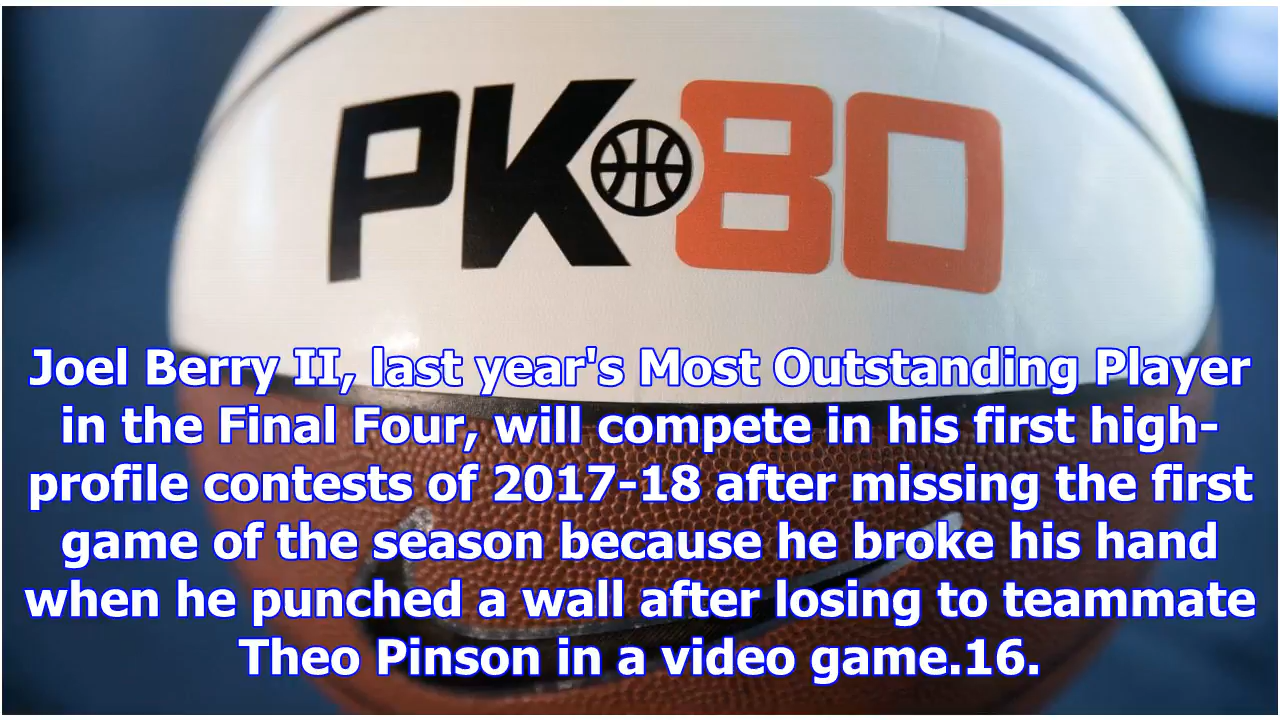 PK80
Joel Berry II, last year's Most Outstanding Player
in the Final Four, will compete in his first high-
profile contests of 2017-18 after missing the first
game of the season because he broke his hand
when he punched a wall after losing to teammate
Theo Pinson in a video game.16.